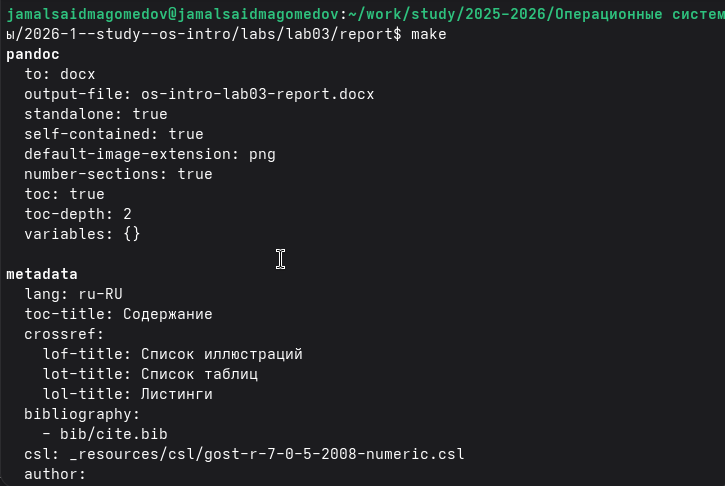 jamalsaidmagomedov@jamalsaidmagomedov:~/work/study/2025-2026/Операционные систем
ы/2026-1--study--os-intro/labs/lab03/report$ make
pandoc
  to: docx
  output-file: os-intro-lab03-report.docx
  standalone: true
  self-contained: true
  default-image-extension: png
  number-sections: true
  toc: true
  toc-depth: 2
  variables: {}

metadata
  lang: ru-RU
  toc-title: Содержание
  crossref:
    lof-title: Список иллюстраций
    lot-title: Список таблиц
    lol-title: Листинги
  bibliography:
    - bib/cite.bib
  csl: _resources/csl/gost-r-7-0-5-2008-numeric.csl
  author: